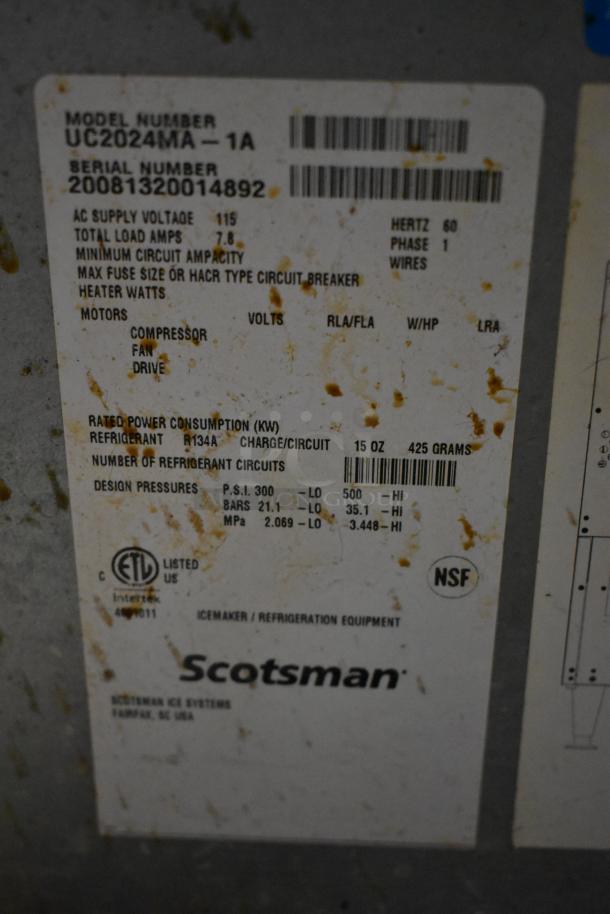 MODEL NUMBER
UC2024MA-1A
SERIAL NUMBER
20081320014892
AC SUPPLY VOLTAGE 115 HERTZ 60
TOTAL LOAD AMPS 7.8 PHASE 1
MINIMUM CIRCUIT AMPACITY WIRES
MAX FUSE SIZE OR HACR TYPE CIRCUIT BREAKER
HEATER WATTS
MOTORS VOLTS RLA/FLA W/HP LRA
COMPRESSOR
FAN
DRIVE
RATED POWER CONSUMPTION (KW)
REFRIGERANT R134A CHARGE/CIRCUIT 15 OZ 425 GRAMS
NUMBER OF REFRIGERANT CIRCUITS
DESIGN PRESSURES P.S.I. 300 -LO 500 -HI
BARS 21.1 -LO 35.1 -HI
MPa 2.069-LO 3.448-HI
C ETL LISTED US
Intertek
NSF
ICEMAKER / REFRIGERATION EQUIPMENT
Scotsman
SCOTSMAN ICE SYSTEMS
FAIRFAX, SC USA